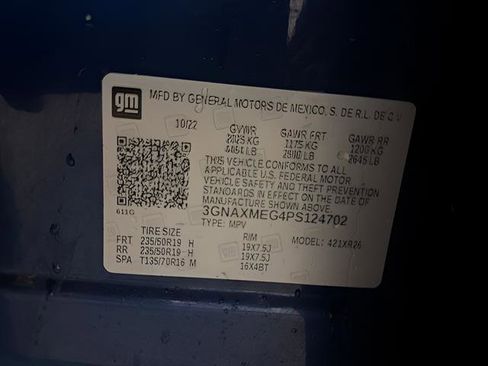 gm
MFD BY GENERAL MOTORS DE MEXICO, S. DE R.L. DE C.V
10/22 GVWR GAWR FRT GAWR RR
2025 KG 1175 KG 1200 KG
4464 LB 2590 LB 2645 LB
THIS VEHICLE CONFORMS TO ALL
APPLICABLE U.S. FEDERAL MOTOR
VEHICLE SAFETY AND THEFT PREVENTION
STANDARDS IN EFFECT ON THE DATE OF
MANUFACTURE SHOWN ABOVE.
611G 3GNAXMEG4PS124702
TYPE: MPV MODEL: 421XR26
TIRE SIZE RIM
FRT 235/50R19 H 19X7.5J
RR 235/50R19 H 19X7.5J
SPA T135/70R16 M 16X4BT